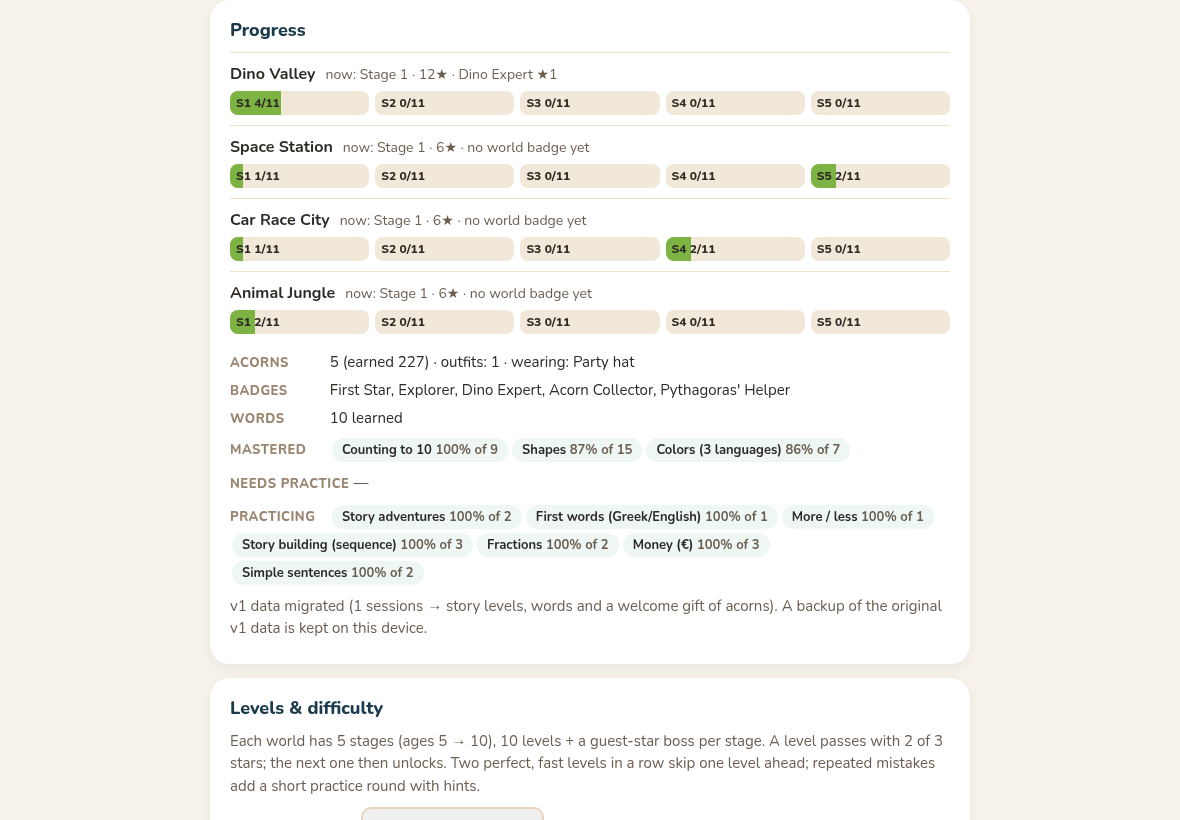 Progress
Dino Valley now: Stage 1 · 12★ · Dino Expert ★1
S1 4/11 S2 0/11 S3 0/11 S4 0/11 S5 0/11
Space Station now: Stage 1 · 6★ · no world badge yet
S1 1/11 S2 0/11 S3 0/11 S4 0/11 S5 2/11
Car Race City now: Stage 1 · 6★ · no world badge yet
S1 1/11 S2 0/11 S3 0/11 S4 2/11 S5 0/11
Animal Jungle now: Stage 1 · 6★ · no world badge yet
S1 2/11 S2 0/11 S3 0/11 S4 0/11 S5 0/11
ACORNS 5 (earned 227) · outfits: 1 · wearing: Party hat
BADGES First Star, Explorer, Dino Expert, Acorn Collector, Pythagoras' Helper
WORDS 10 learned
MASTERED Counting to 10 100% of 9 Shapes 87% of 15 Colors (3 languages) 86% of 7
NEEDS PRACTICE —
PRACTICING Story adventures 100% of 2 First words (Greek/English) 100% of 1 More / less 100% of 1
Story building (sequence) 100% of 3 Fractions 100% of 2 Money (€) 100% of 3
Simple sentences 100% of 2
v1 data migrated (1 sessions → story levels, words and a welcome gift of acorns). A backup of the original
v1 data is kept on this device.
Levels & difficulty
Each world has 5 stages (ages 5 → 10), 10 levels + a guest-star boss per stage. A level passes with 2 of 3
stars; the next one then unlocks. Two perfect, fast levels in a row skip one level ahead; repeated mistakes
add a short practice round with hints.